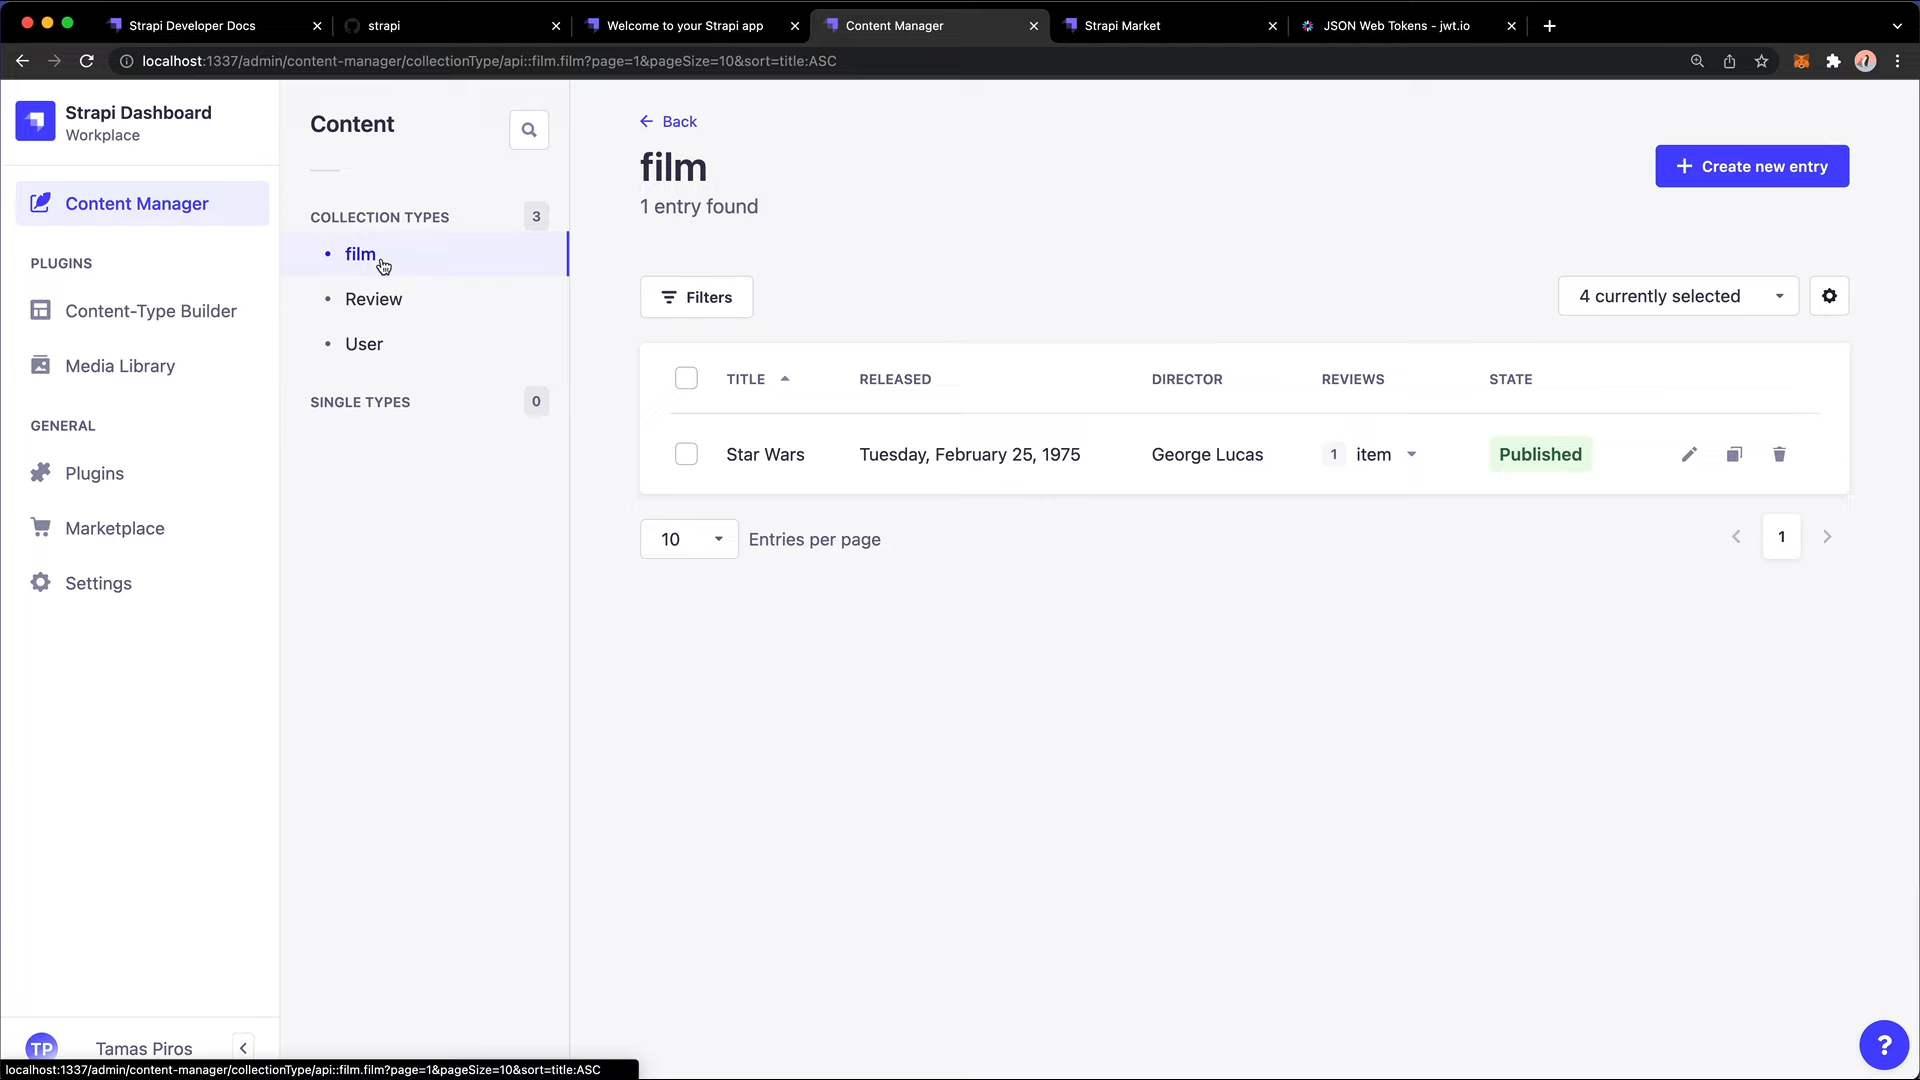 Strapi Developer Docs
strapi
Welcome to your Strapi app
Content Manager
Strapi Market
JSON Web Tokens - jwt.io
localhost:1337/admin/content-manager/collectionType/api::film.film?page=1&pageSize=10&sort=title:ASC
Strapi Dashboard
Workplace
Content Manager
PLUGINS
Content-Type Builder
Media Library
GENERAL
Plugins
Marketplace
Settings
TP
Tamas Piros
Content
COLLECTION TYPES 3
film
Review
User
SINGLE TYPES 0
Back
film
1 entry found
Create new entry
Filters
4 currently selected
TITLE RELEASED DIRECTOR REVIEWS STATE
Star Wars Tuesday, February 25, 1975 George Lucas 1 item Published
10 Entries per page
1
?
localhost:1337/admin/content-manager/collectionType/api::film.film?page=1&pageSize=10&sort=title:ASC